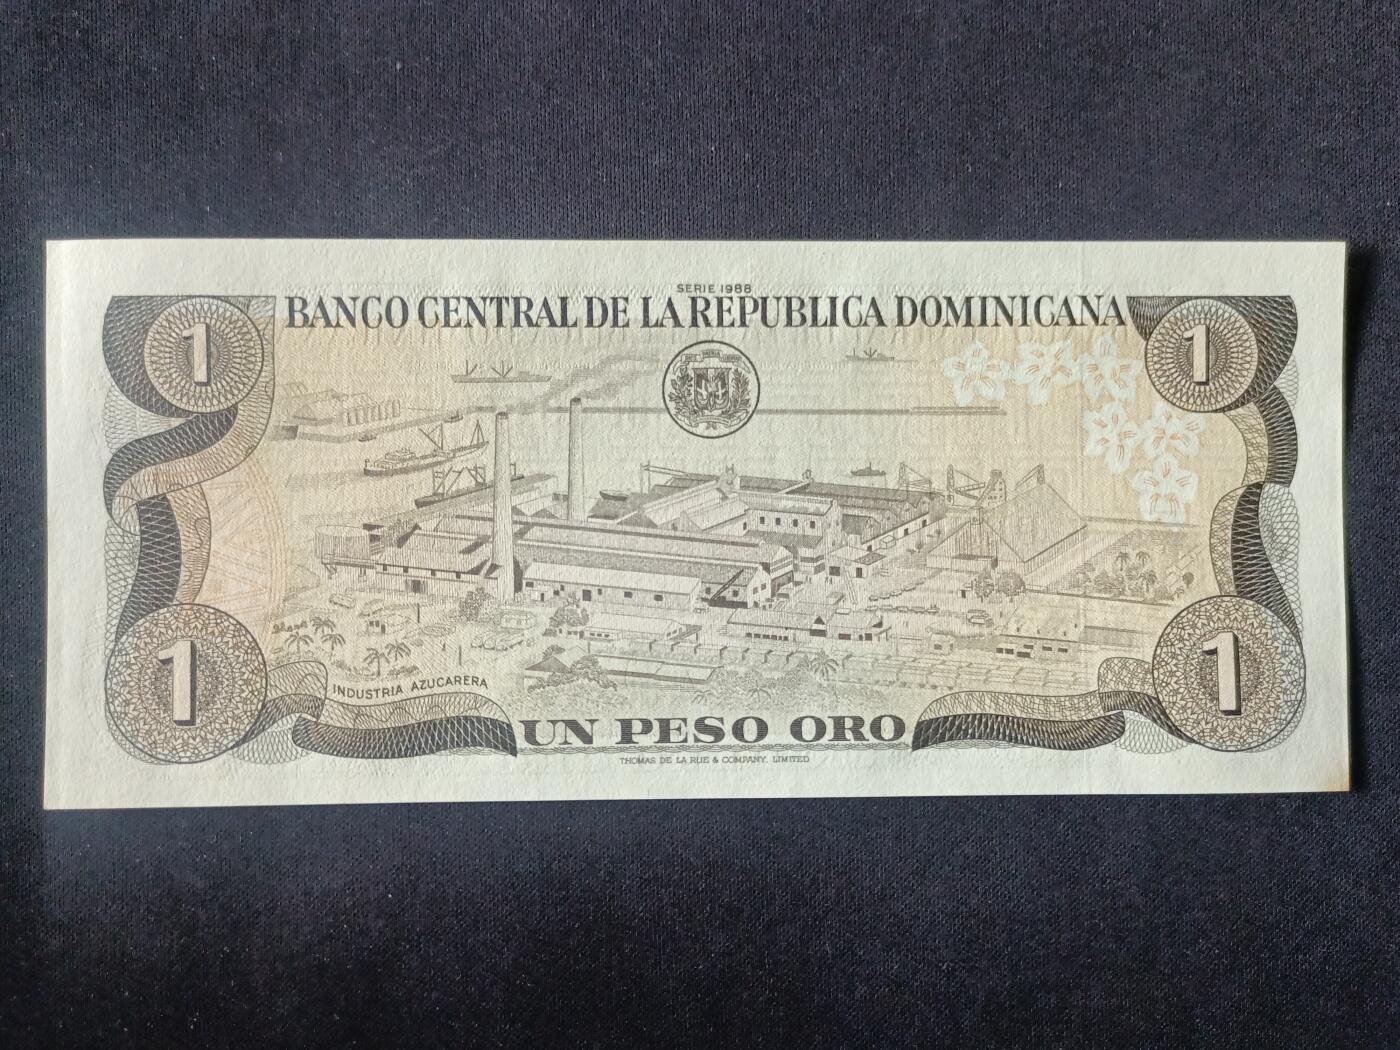 SERIE 1988
BANCO CENTRAL DE LA REPUBLICA DOMINICANA
1
1
1
1
INDUSTRIA AZUCARERA
UN PESO ORO
THOMAS DE LA RUE & COMPANY, LIMITED